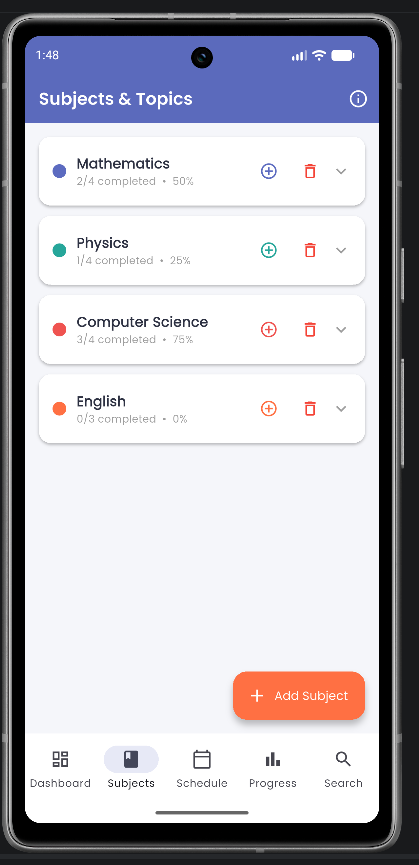 1:48
Subjects & Topics
Mathematics
2/4 completed • 50%
Physics
1/4 completed • 25%
Computer Science
3/4 completed • 75%
English
0/3 completed • 0%
Add Subject
Dashboard Subjects Schedule Progress Search